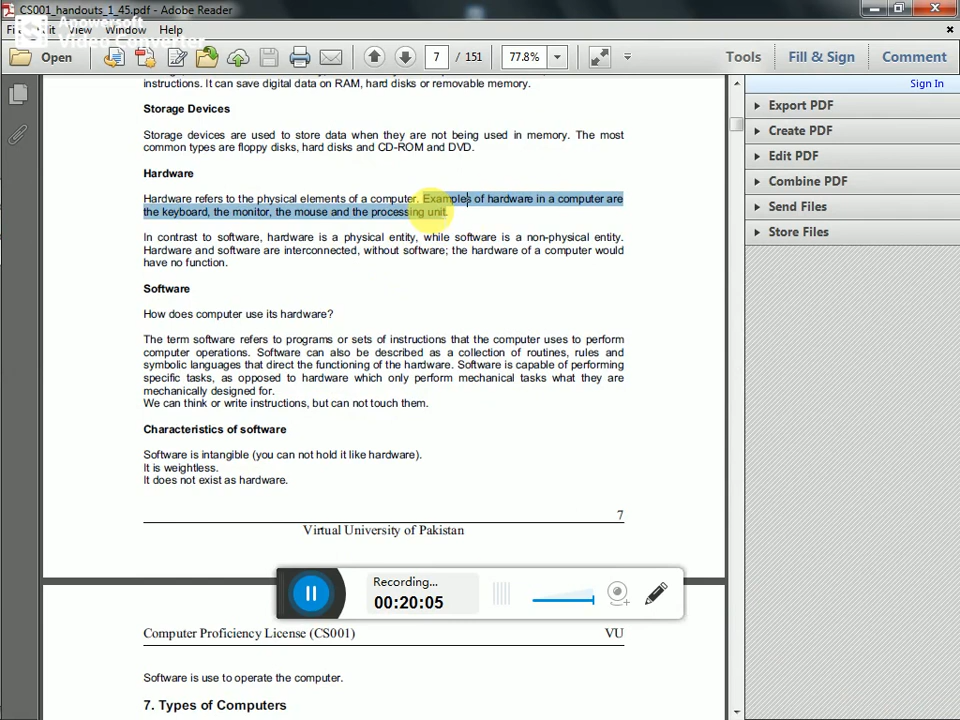 CS001_handouts_1_45.pdf - Adobe Reader
Apowersoft
Video Converter
View Window Help
Open 7 / 151 77.8% Tools Fill & Sign Comment
Sign In
Export PDF
Create PDF
Edit PDF
Combine PDF
Send Files
Store Files
instructions. It can save digital data on RAM, hard disks or removable memory.
Storage Devices
Storage devices are used to store data when they are not being used in memory. The most
common types are floppy disks, hard disks and CD-ROM and DVD.
Hardware
Hardware refers to the physical elements of a computer. Examples of hardware in a computer are
the keyboard, the monitor, the mouse and the processing unit.
In contrast to software, hardware is a physical entity, while software is a non-physical entity.
Hardware and software are interconnected, without software; the hardware of a computer would
have no function.
Software
How does computer use its hardware?
The term software refers to programs or sets of instructions that the computer uses to perform
computer operations. Software can also be described as a collection of routines, rules and
symbolic languages that direct the functioning of the hardware. Software is capable of performing
specific tasks, as opposed to hardware which only perform mechanical tasks what they are
mechanically designed for.
We can think or write instructions, but can not touch them.
Characteristics of software
Software is intangible (you can not hold it like hardware).
It is weightless.
It does not exist as hardware.
7
Virtual University of Pakistan
Recording...
00:20:05
Computer Proficiency License (CS001) VU
Software is use to operate the computer.
7. Types of Computers